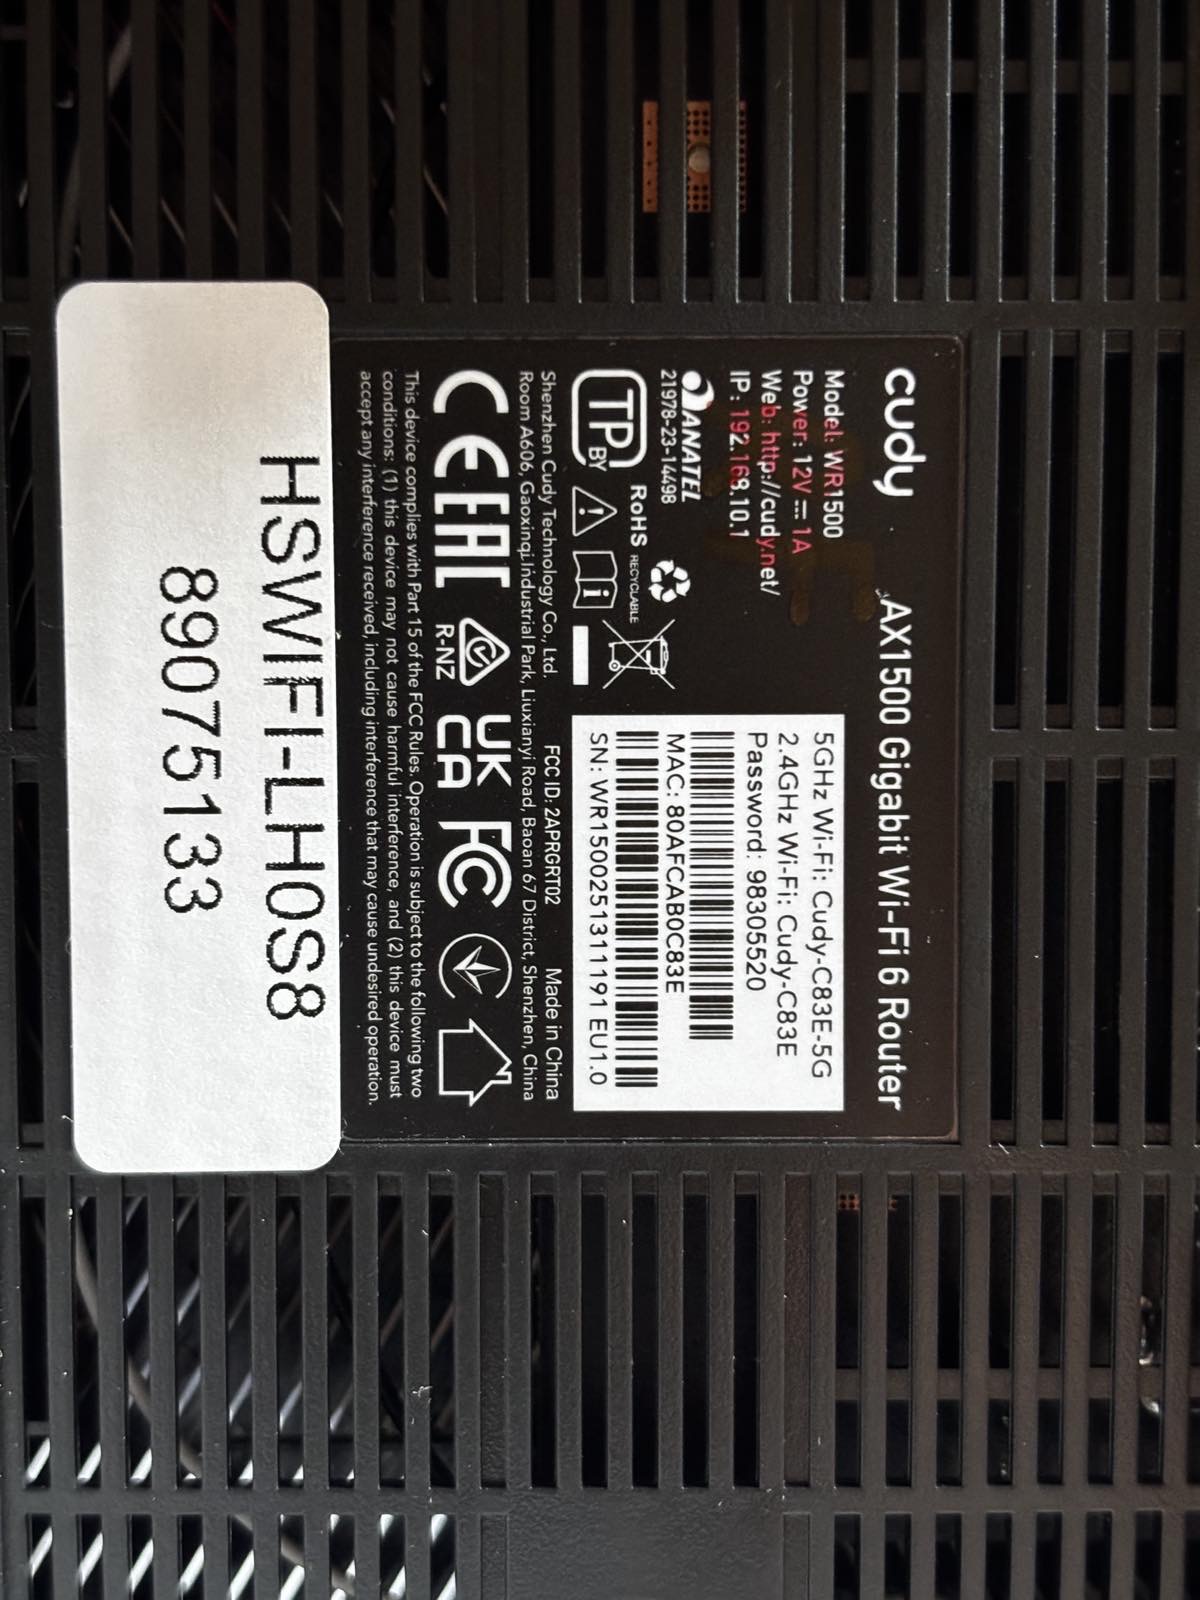 cudy
AX1500 Gigabit Wi-Fi 6 Router
Model: WR1500
Power: 12V ⎓ 1A
Web: http://cudy.net/
IP: 192.168.10.1
5GHz Wi-Fi: Cudy-C83E-5G
2.4GHz Wi-Fi: Cudy-C83E
Password: 98305520
MAC: 80AFCAB0C83E
SN: WR1500251311191 EU1.0
ANATEL
21978-23-14498
RoHS
RECYCLABLE
TP
BY
Shenzhen Cudy Technology Co., Ltd. FCC ID: 2APRGRT02 Made in China
Room A606, Gaoxinqi Industrial Park, Liuxianyi Road, Baoan 67 District, Shenzhen, China
CE EAC R-NZ UK CA FC
This device complies with Part 15 of the FCC Rules. Operation is subject to the following two
conditions: (1) this device may not cause harmful interference, and (2) this device must
accept any interference received, including interference that may cause undesired operation.
HSWIFI-LH0S8
89075133